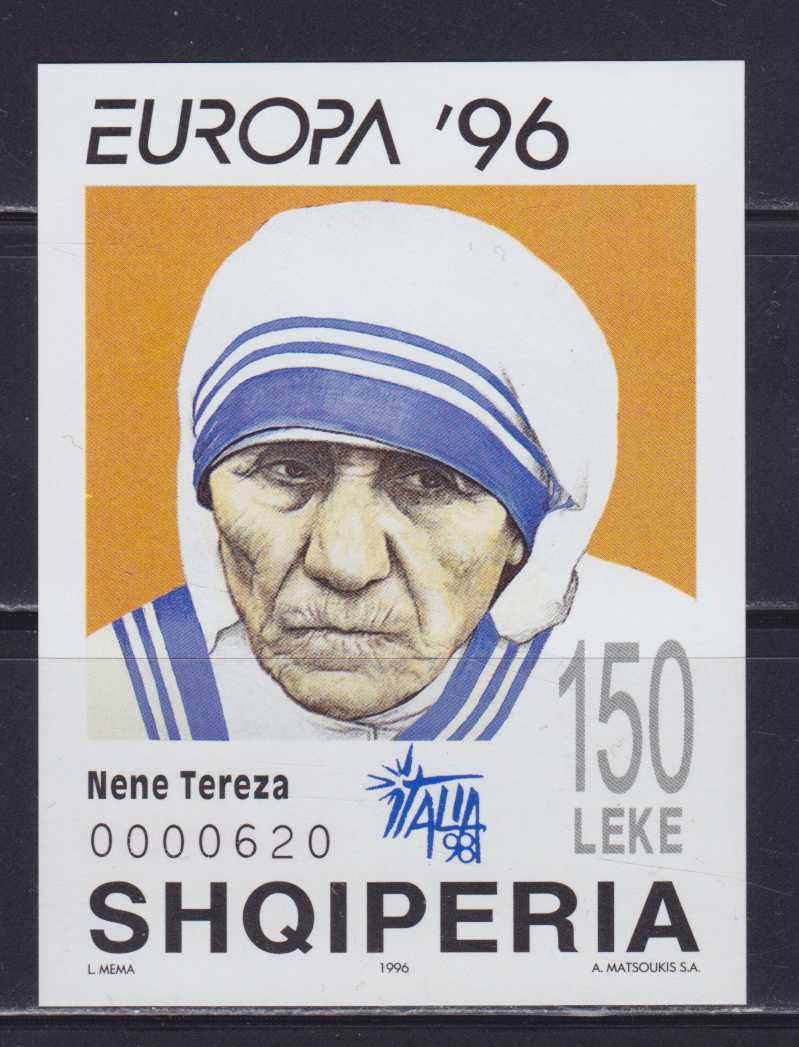 EUROPA '96
150
LEKE
Nene Tereza
0000620
ITALIA
98
SHQIPERIA
L. MEMA
1996
A. MATSOUKIS S.A.